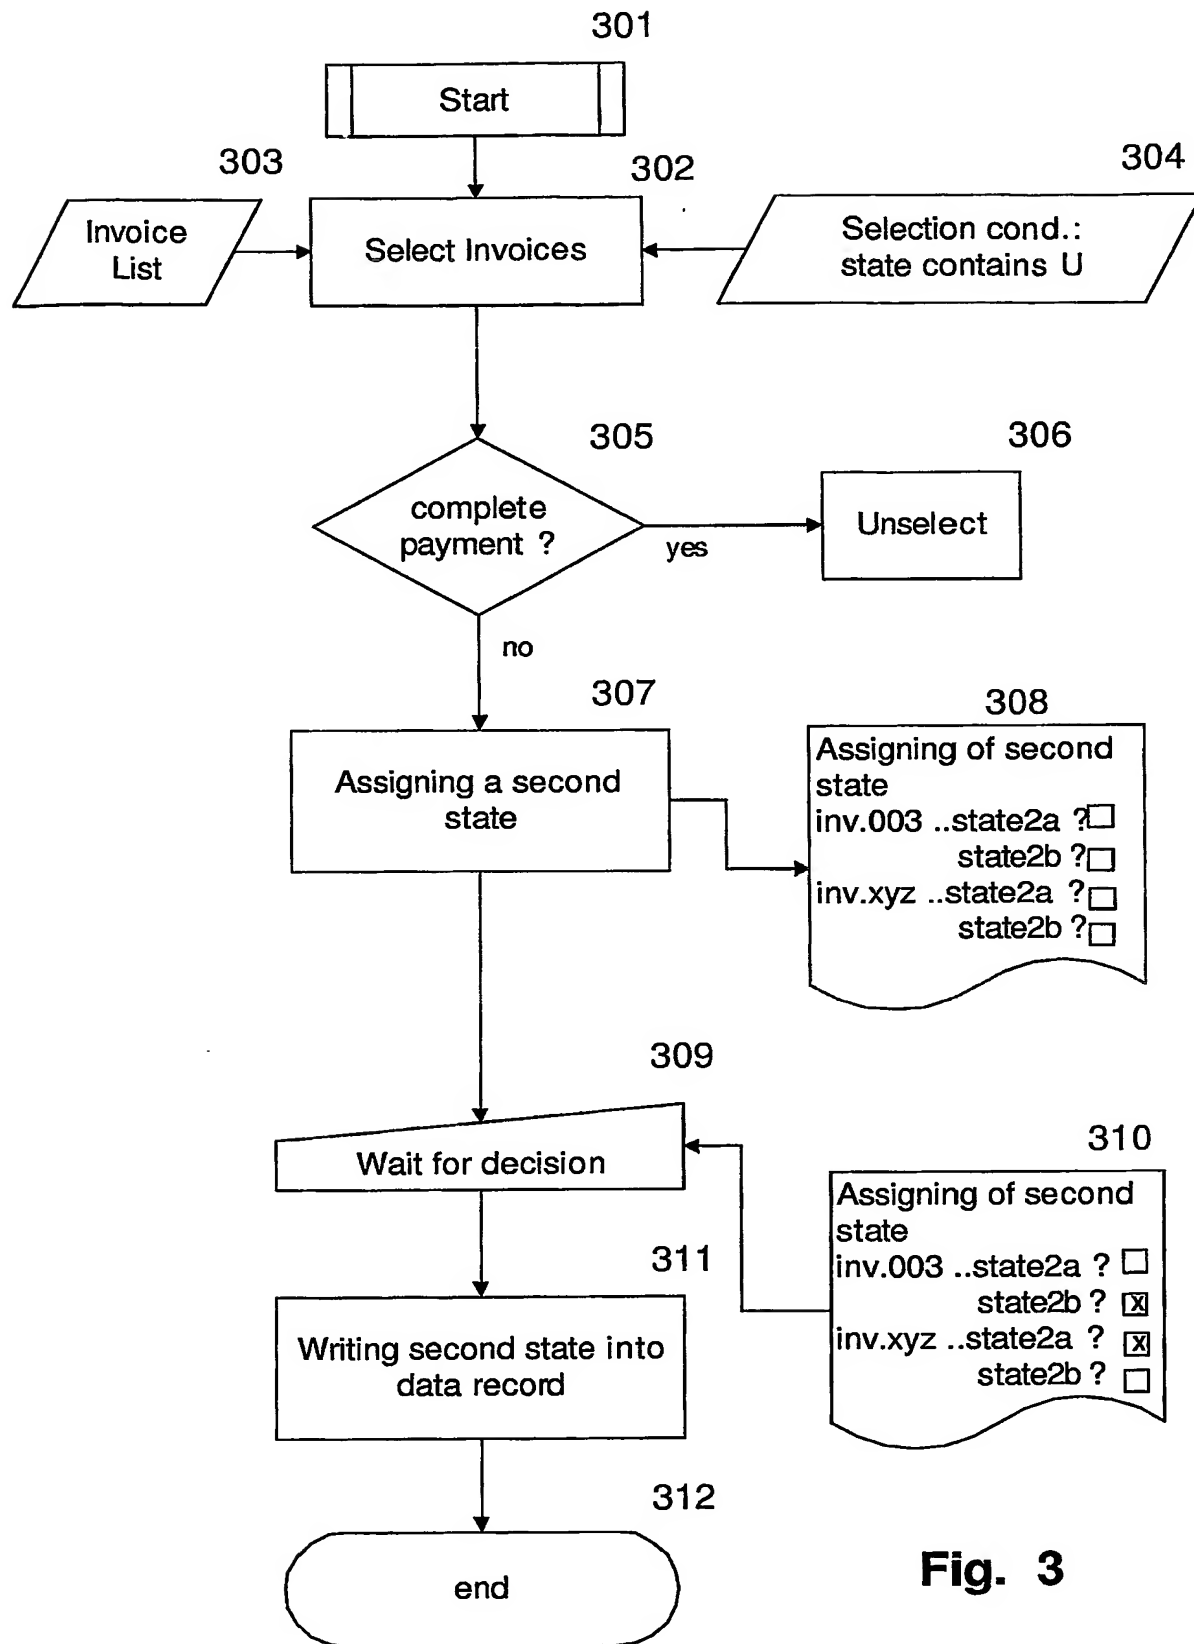 301
Start
303
302
304
Invoice
List
Select Invoices
Selection cond.:
state contains U
305
306
complete
payment ?
yes
Unselect
no
307
308
Assigning a second
state
Assigning of second
state
inv.003 ..state2a ?
state2b ?
inv.xyz ..state2a ?
state2b ?
309
Wait for decision
310
Assigning of second
state
inv.003 ..state2a ?
state2b ? x
inv.xyz ..state2a ? x
state2b ?
311
Writing second state into
data record
312
end
Fig. 3